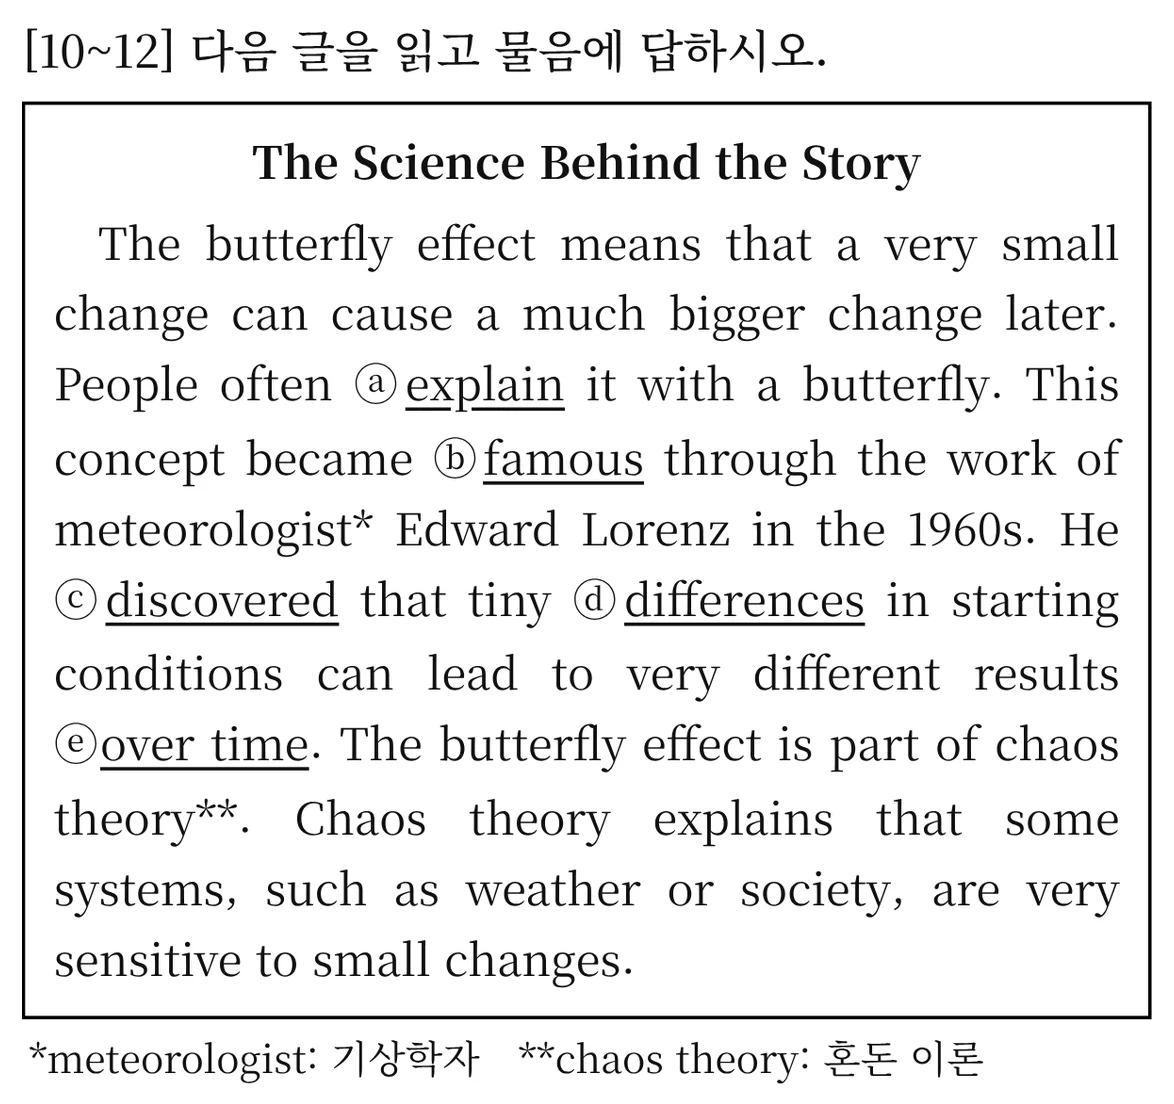 [10~12] 다음 글을 읽고 물음에 답하시오.
The Science Behind the Story
The butterfly effect means that a very small
change can cause a much bigger change later.
People often ⓐexplain it with a butterfly. This
concept became ⓑfamous through the work of
meteorologist* Edward Lorenz in the 1960s. He
ⓒdiscovered that tiny ⓓdifferences in starting
conditions can lead to very different results
ⓔover time. The butterfly effect is part of chaos
theory**. Chaos theory explains that some
systems, such as weather or society, are very
sensitive to small changes.
*meteorologist: 기상학자 **chaos theory: 혼돈 이론